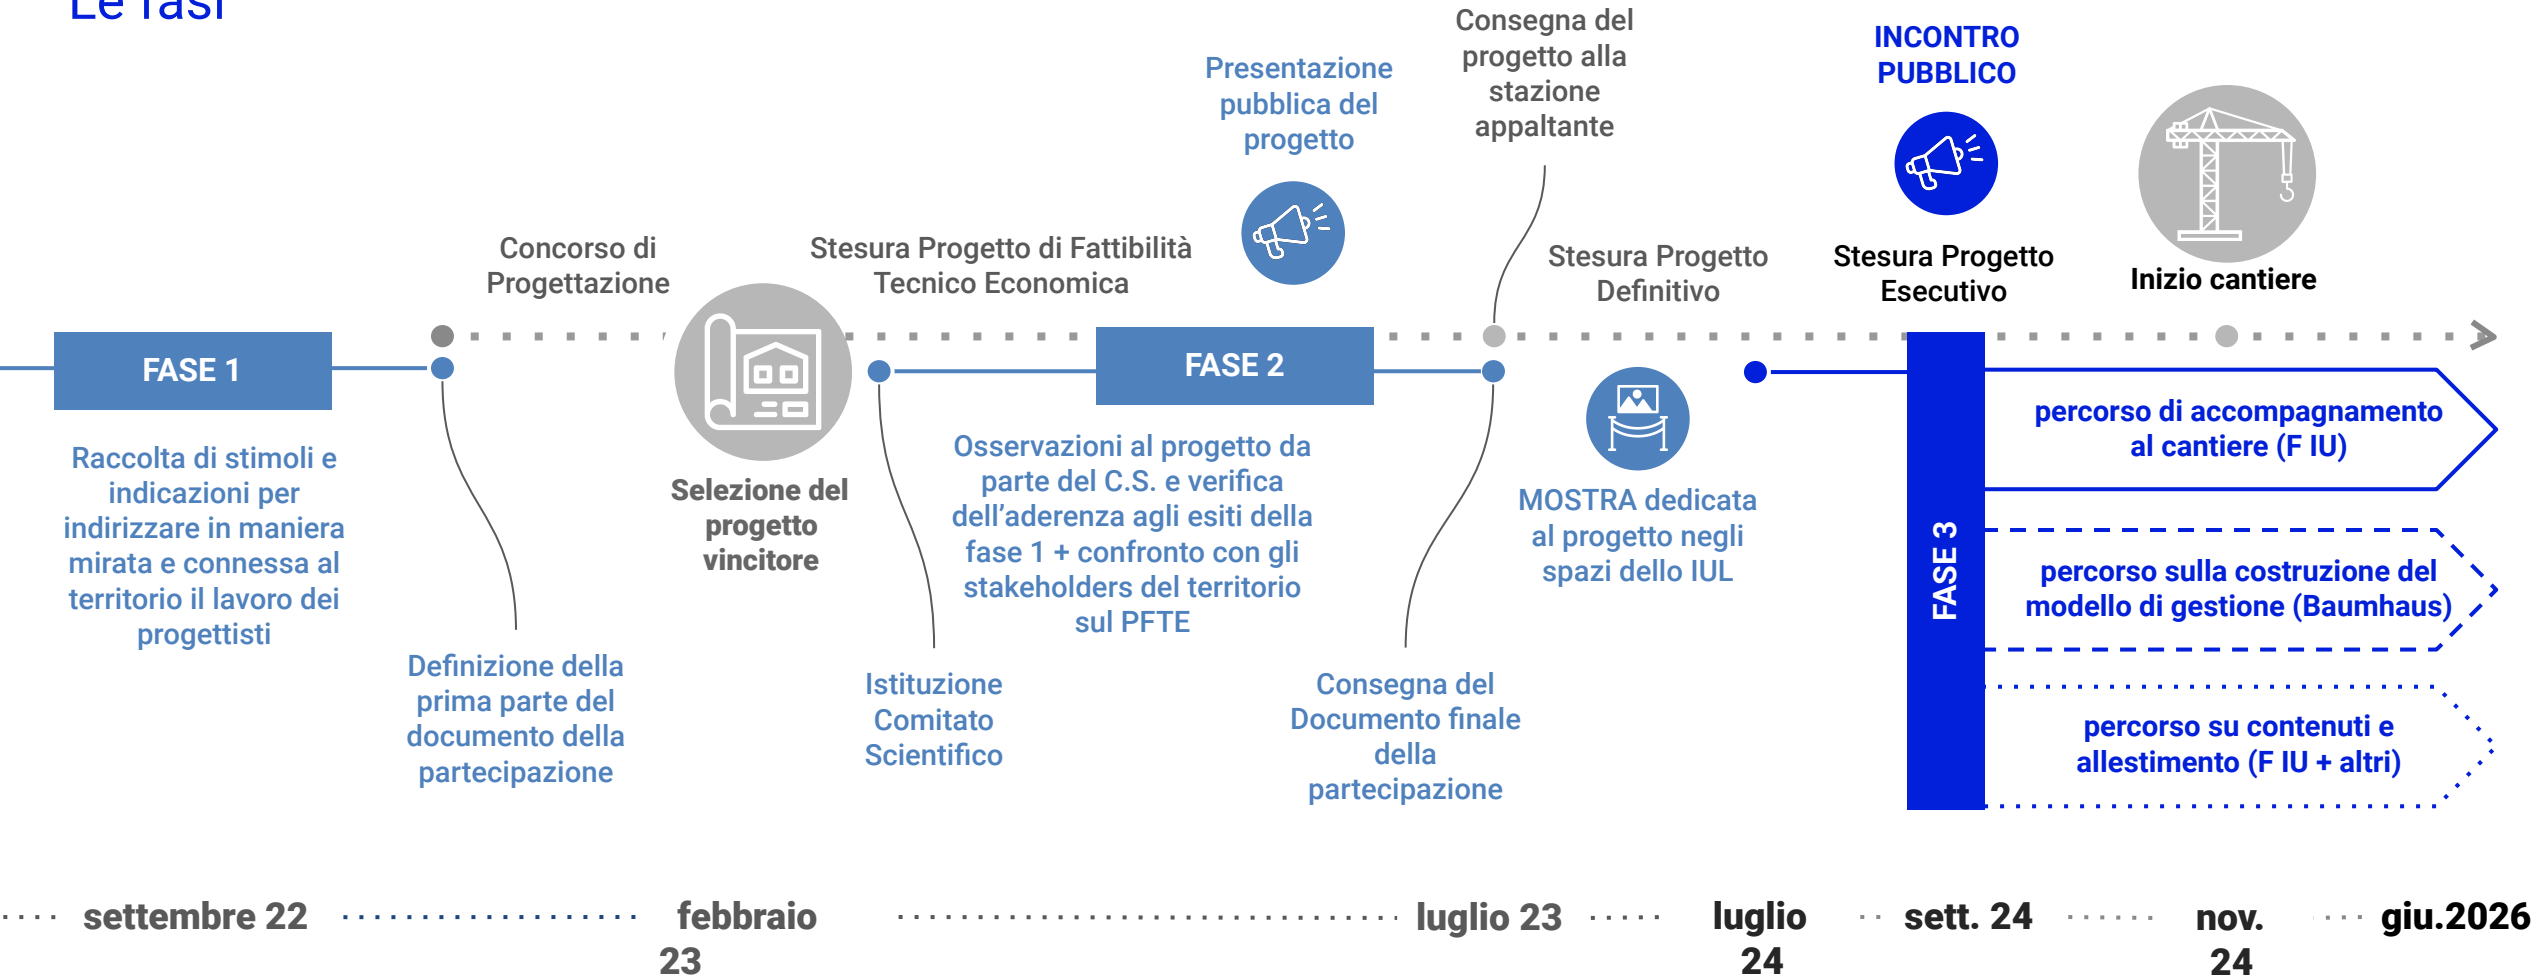 Le fasi
Consegna del
progetto alla
stazione
appaltante
INCONTRO
PUBBLICO
Presentazione
pubblica del
progetto
Concorso di
Progettazione
Stesura Progetto di Fattibilità
Tecnico Economica
Stesura Progetto
Definitivo
Stesura Progetto
Esecutivo
Inizio cantiere
FASE 1
FASE 2
Raccolta di stimoli e
indicazioni per
indirizzare in maniera
mirata e connessa al
territorio il lavoro dei
progettisti
Definizione della
prima parte del
documento della
partecipazione
Selezione del
progetto
vincitore
Istituzione
Comitato
Scientifico
Osservazioni al progetto da
parte del C.S. e verifica
dell’aderenza agli esiti della
fase 1 + confronto con gli
stakeholders del territorio
sul PFTE
Consegna del
Documento finale
della
partecipazione
MOSTRA dedicata
al progetto negli
spazi dello IUL
FASE 3
percorso di accompagnamento
al cantiere (F IU)
percorso sulla costruzione del
modello di gestione (Baumhaus)
percorso su contenuti e
allestimento (F IU + altri)
settembre 22
febbraio
23
luglio 23
luglio
24
sett. 24
nov.
24
giu.2026